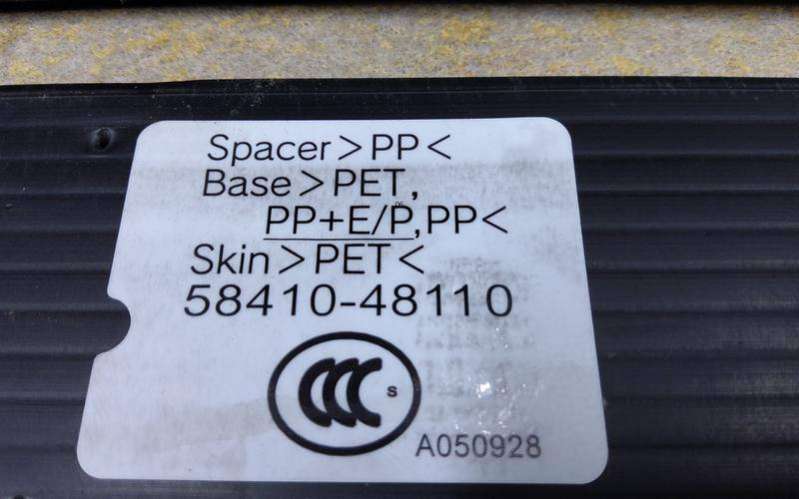 Spacer>PP<
Base>PET,
PP+E/P,PP<
Skin>PET<
58410-48110
CCC S
A050928